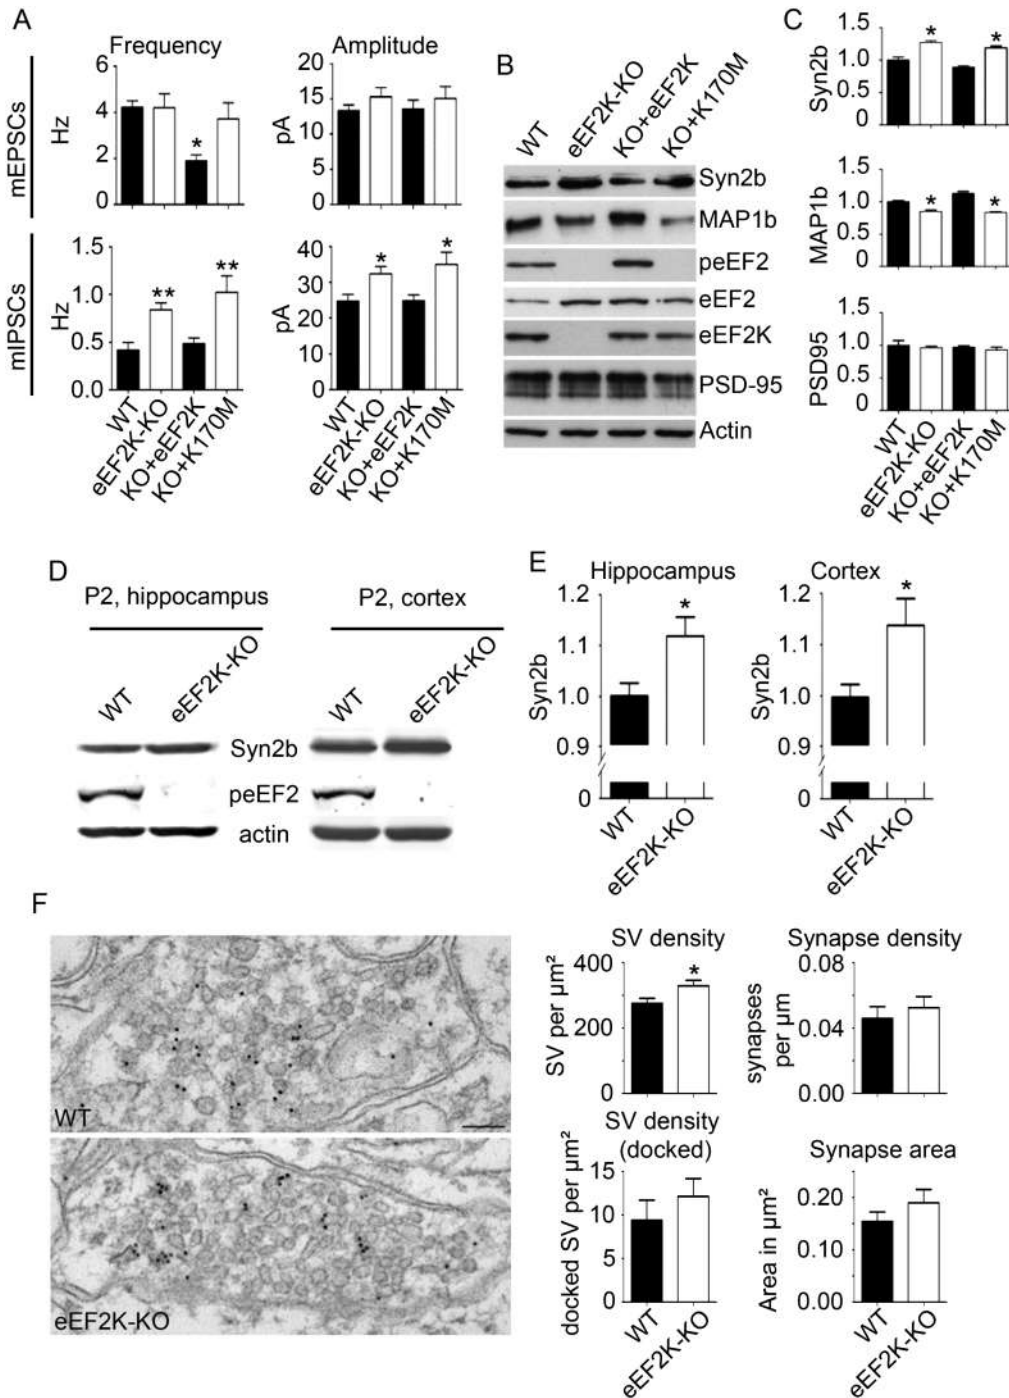 A
Frequency
Amplitude
mEPSCs
Hz
6
4
2
0
*
pA
20
15
10
5
0
mIPSCs
Hz
1.5
1.0
0.5
0.0
**
**
pA
40
30
20
10
0
*
*
WT
eEF2K-KO
KO+eEF2K
KO+K170M
WT
eEF2K-KO
KO+eEF2K
KO+K170M
B
WT
eEF2K-KO
KO+eEF2K
KO+K170M
Syn2b
MAP1b
peEF2
eEF2
eEF2K
PSD-95
Actin
C
Syn2b
1.5
1.0
0.5
0.0
*
*
MAP1b
1.5
1.0
0.5
0.0
*
*
PSD95
1.5
1.0
0.5
0.0
WT
eEF2K-KO
KO+eEF2K
KO+K170M
D
P2, hippocampus
P2, cortex
WT
eEF2K-KO
WT
eEF2K-KO
Syn2b
peEF2
actin
E
Hippocampus
Cortex
Syn2b
1.2
1.1
1.0
0.9
0
*
Syn2b
1.2
1.1
1.0
0.9
0
*
WT
eEF2K-KO
WT
eEF2K-KO
F
WT
eEF2K-KO
SV density
SV per µm²
400
200
0
*
Synapse density
synapses
per µm
0.08
0.04
0.00
SV density
(docked)
docked SV per µm²
15
10
5
0
Synapse area
Area in µm²
0.20
0.10
0.00
WT
eEF2K-KO
WT
eEF2K-KO